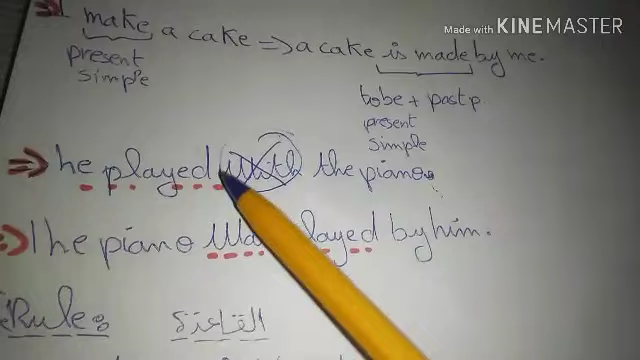 Made with KINEMASTER
I make a cake => a cake is made by me.
present
simple
tobe + past p
present
simple
=> he played with the piano.
=> The piano played by him.
Rule:
القاعدة